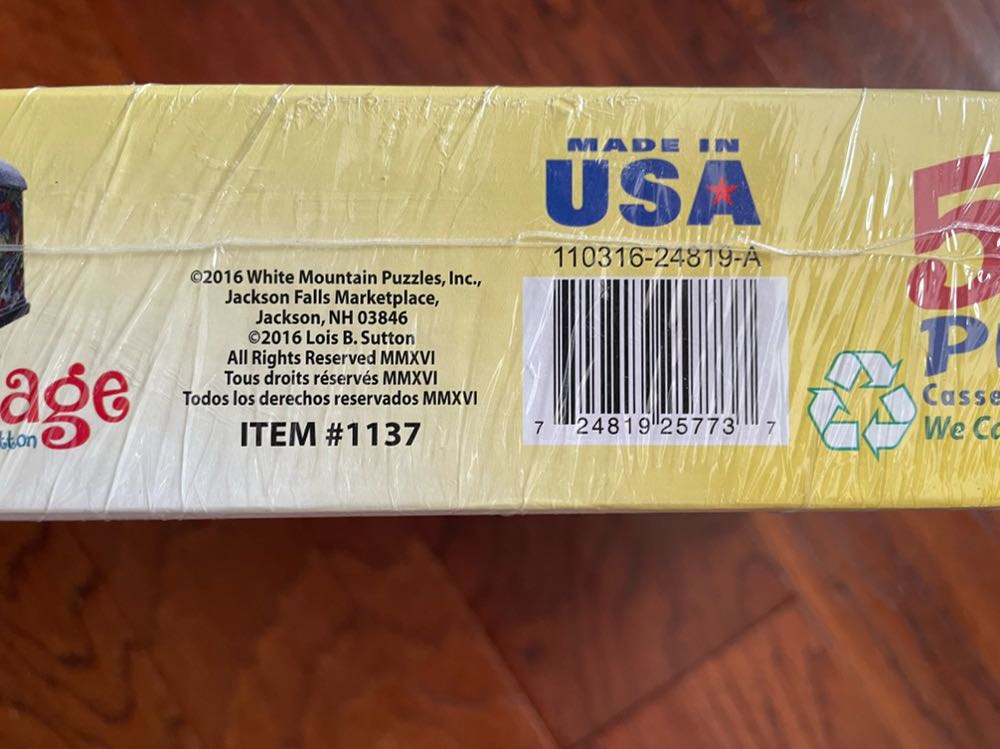 age
©2016 White Mountain Puzzles, Inc.,
Jackson Falls Marketplace,
Jackson, NH 03846
©2016 Lois B. Sutton
All Rights Reserved MMXVI
Tous droits réservés MMXVI
Todos los derechos reservados MMXVI
ITEM #1137
MADE IN
USA
110316-24819-A
7 24819 25773 7
5
We